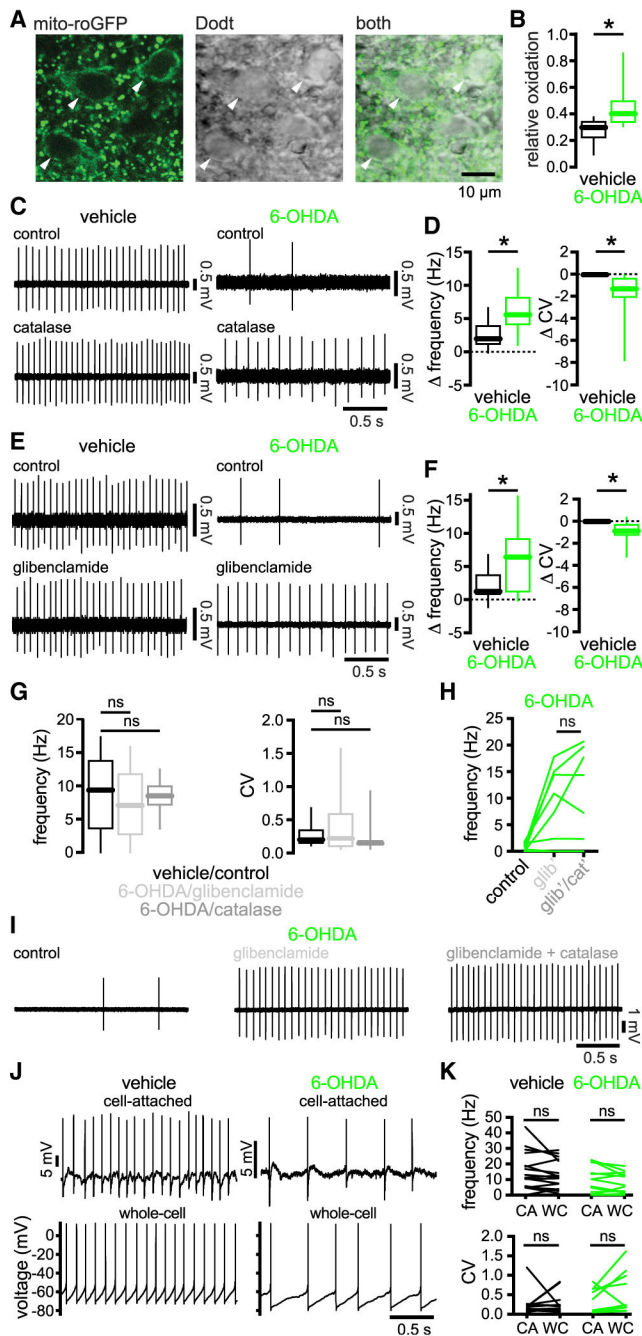 A mito-roGFP Dodt both
10 µm
B
relative oxidation
1.0
0.8
0.6
0.4
0.2
0.0
*
vehicle
6-OHDA
C vehicle 6-OHDA
control control
0.5 mV 0.5 mV
catalase catalase
0.5 mV 0.5 mV
0.5 s
D
Δ frequency (Hz)
15
10
5
0
5
*
vehicle
6-OHDA
Δ CV
0
-2
-4
-6
-8
-10
*
vehicle
6-OHDA
E vehicle 6-OHDA
control control
0.5 mV 0.5 mV
glibenclamide glibenclamide
0.5 mV 0.5 mV
0.5 s
F
Δ frequency (Hz)
15
10
5
0
5
*
vehicle
6-OHDA
Δ CV
0
-2
-4
-6
-8
-10
*
vehicle
6-OHDA
G
frequency (Hz)
20
15
10
5
0
ns
ns
CV
2.0
1.0
0.0
ns
ns
vehicle/control
6-OHDA/glibenclamide
6-OHDA/catalase
H
6-OHDA
frequency (Hz)
25
20
15
10
5
0
ns
control
glib'
glib'/cat'
I 6-OHDA
control glibenclamide glibenclamide + catalase
1 mV
0.5 s
J vehicle 6-OHDA
cell-attached cell-attached
5 mV 5 mV
whole-cell whole-cell
voltage (mV)
0
-20
-40
-60
-80
0.5 s
K vehicle 6-OHDA
frequency (Hz)
50
40
30
20
10
0
ns ns
CA WC CA WC
CV
2.0
1.5
1.0
0.5
0.0
ns ns
CA WC CA WC